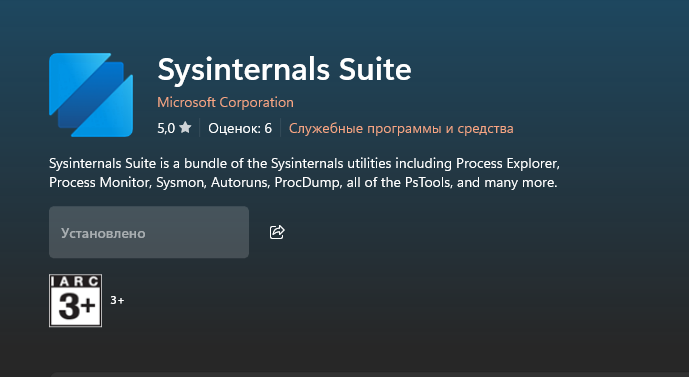 Sysinternals Suite
Microsoft Corporation
5,0 Оценок: 6 Служебные программы и средства
Sysinternals Suite is a bundle of the Sysinternals utilities including Process Explorer,
Process Monitor, Sysmon, Autoruns, ProcDump, all of the PsTools, and many more.
Установлено
IARC
3+ 3+